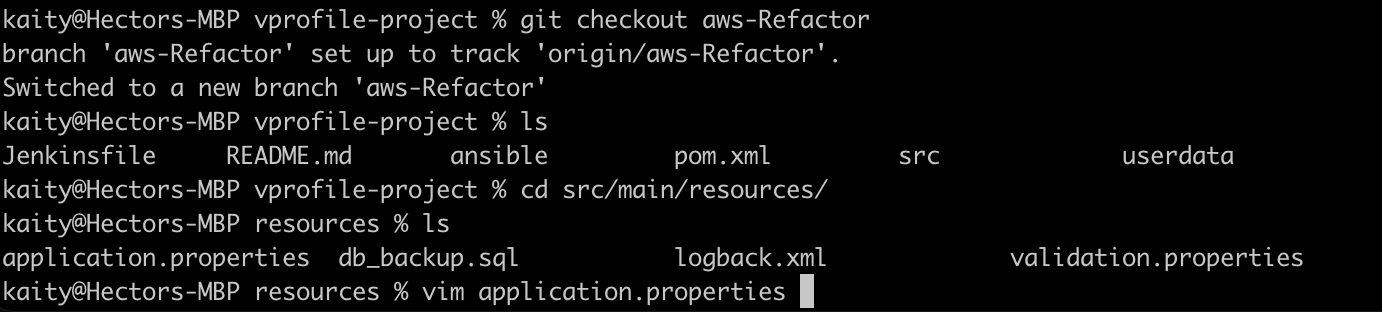 kaity@Hectors-MBP vprofile-project % git checkout aws-Refactor
branch 'aws-Refactor' set up to track 'origin/aws-Refactor'.
Switched to a new branch 'aws-Refactor'
kaity@Hectors-MBP vprofile-project % ls
Jenkinsfile     README.md       ansible         pom.xml         src             userdata
kaity@Hectors-MBP vprofile-project % cd src/main/resources/
kaity@Hectors-MBP resources % ls
application.properties  db_backup.sql           logback.xml             validation.properties
kaity@Hectors-MBP resources % vim application.properties